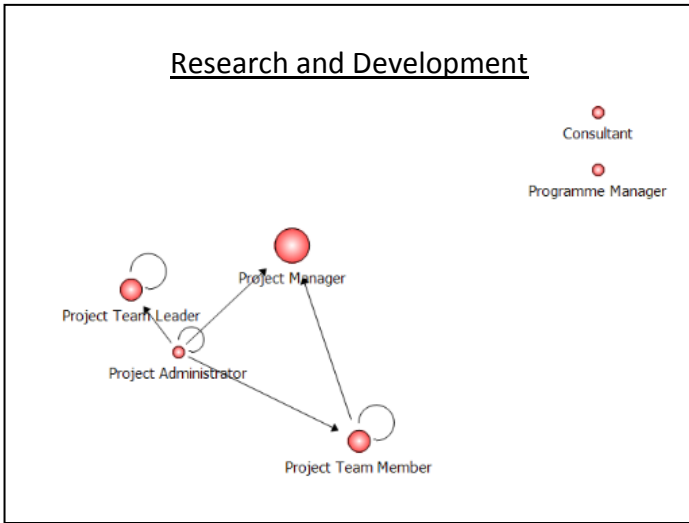 Research and Development
Consultant
Programme Manager
Project Manager
Project Team Leader
Project Administrator
Project Team Member